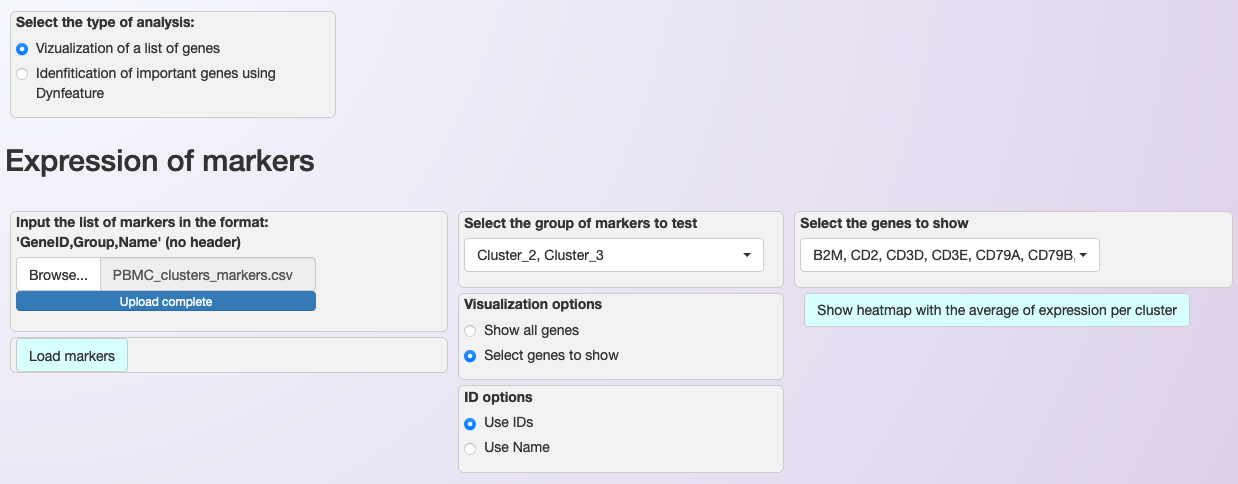 Select the type of analysis:
Vizualization of a list of genes
Idenfitication of important genes using
Dynfeature
Expression of markers
Input the list of markers in the format:
'GeneID,Group,Name' (no header)
Browse... PBMC_clusters_markers.csv
Upload complete
Load markers
Select the group of markers to test
Cluster_2, Cluster_3
Visualization options
Show all genes
Select genes to show
ID options
Use IDs
Use Name
Select the genes to show
B2M, CD2, CD3D, CD3E, CD79A, CD79B,
Show heatmap with the average of expression per cluster